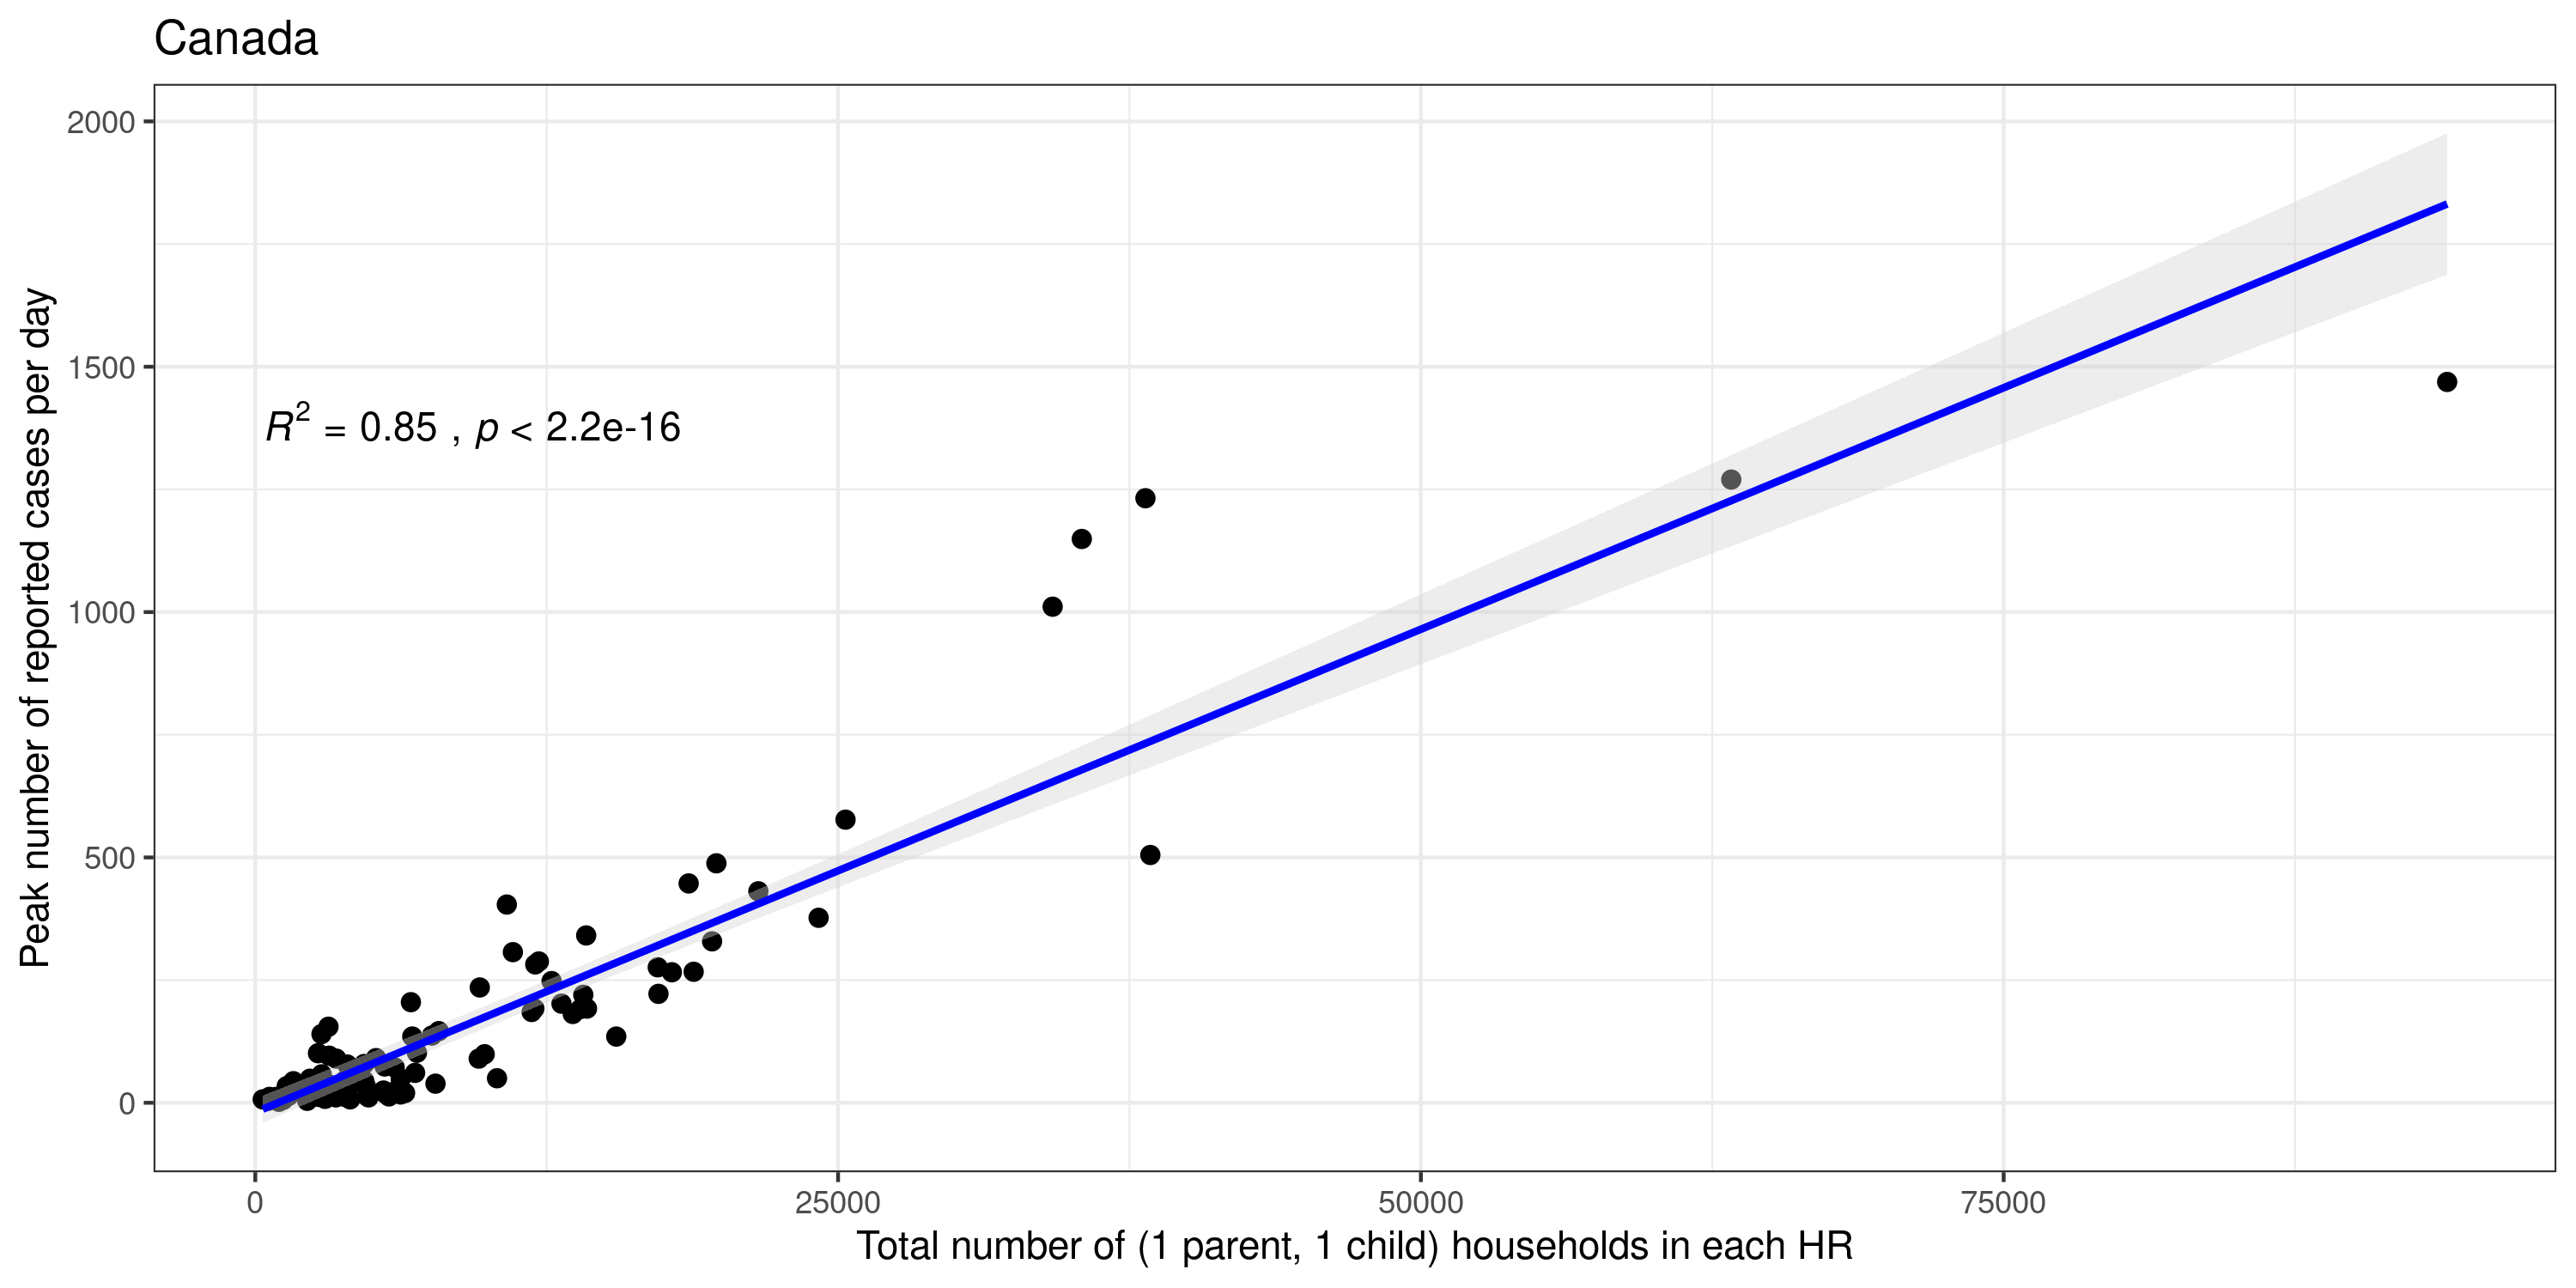 Canada
2000
1500
1000
500
0
Peak number of reported cases per day
R² = 0.85 , p < 2.2e-16
0 25000 50000 75000
Total number of (1 parent, 1 child) households in each HR